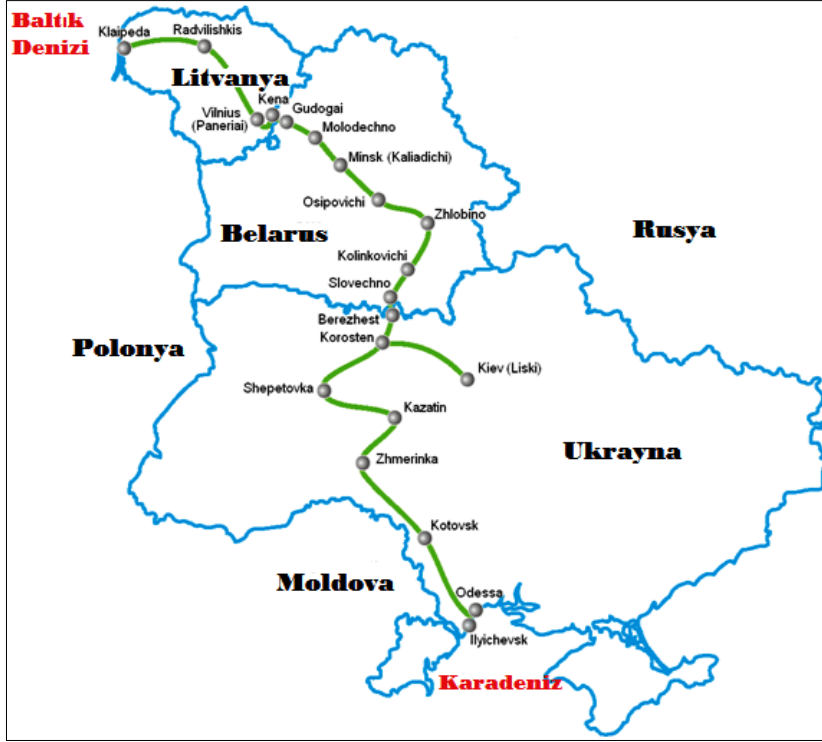 Baltık
Denizi
Klaipeda
Radvilishkis
Litvanya
Kena
Vilnius
(Paneriai)
Gudogai
Molodechno
Minsk (Kaliadichi)
Osipovichi
Zhlobino
Belarus
Rusya
Kolinkovichi
Slovechno
Berezhest
Korosten
Polonya
Kiev (Liski)
Shepetovka
Kazatin
Ukrayna
Zhmerinka
Kotovsk
Moldova
Odessa
Ilyichevsk
Karadeniz